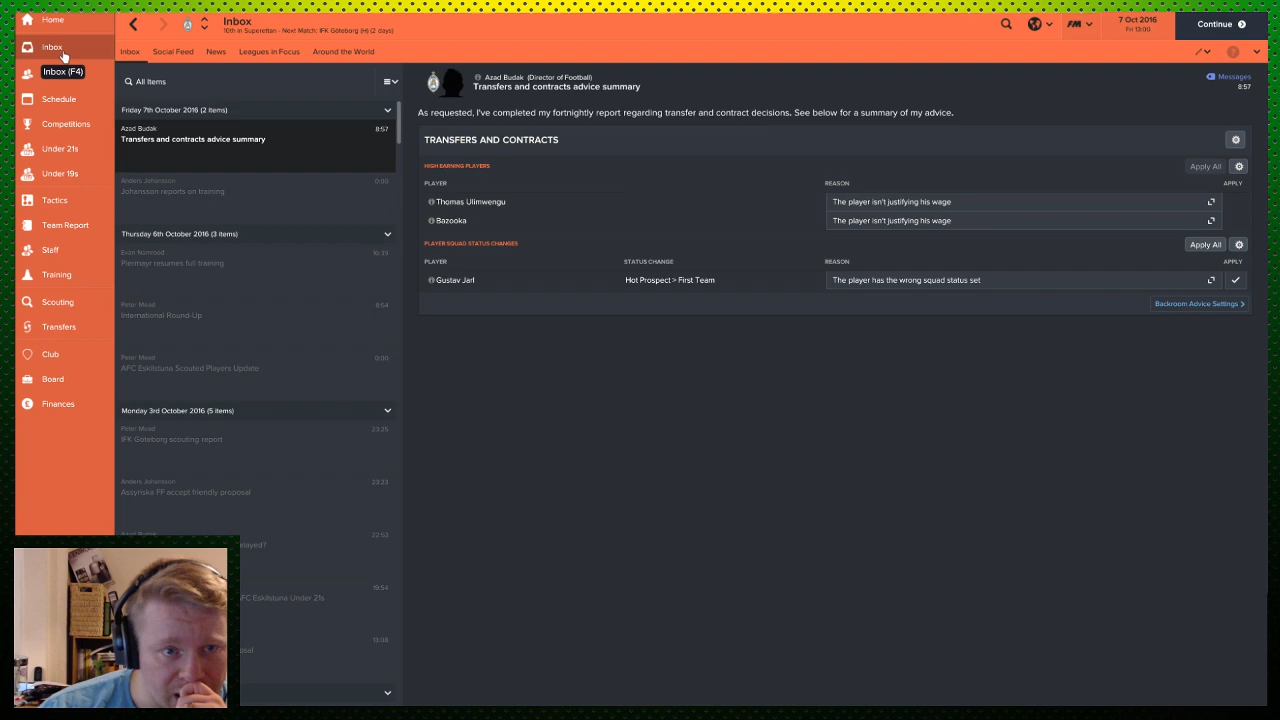 Home
Inbox
Inbox (F4)
Schedule
Competitions
Under 21s
Under 19s
Tactics
Team Report
Staff
Training
Scouting
Transfers
Club
Board
Finances
Inbox
10th in Superettan - Next Match: IFK Göteborg (H) (2 days)
FM
7 Oct 2016
Fri 13:00
Continue
Inbox Social Feed News Leagues in Focus Around the World
All Items
Friday 7th October 2016 (2 items)
Azad Budak 8:57
Transfers and contracts advice summary
Anders Johansson 0:00
Johansson reports on training
Thursday 6th October 2016 (3 items)
Evan Namrood 16:39
Piermayr resumes full training
Peter Mead 8:54
International Round-Up
Peter Mead 0:00
AFC Eskilstuna Scouted Players Update
Monday 3rd October 2016 (5 items)
Peter Mead 23:25
IFK Göteborg scouting report
Anders Johansson 23:23
Assyriska FF accept friendly proposal
Azad Budak 22:53
elayed?
19:54
AFC Eskilstuna Under 21s
13:08
posal
Azad Budak (Director of Football)
Transfers and contracts advice summary
Messages
8:57
As requested, I've completed my fortnightly report regarding transfer and contract decisions. See below for a summary of my advice.
TRANSFERS AND CONTRACTS
HIGH EARNING PLAYERS Apply All
PLAYER REASON APPLY
Thomas Ulimwengu The player isn't justifying his wage
Bazooka The player isn't justifying his wage
PLAYER SQUAD STATUS CHANGES Apply All
PLAYER STATUS CHANGE REASON APPLY
Gustav Jarl Hot Prospect > First Team The player has the wrong squad status set
Backroom Advice Settings >